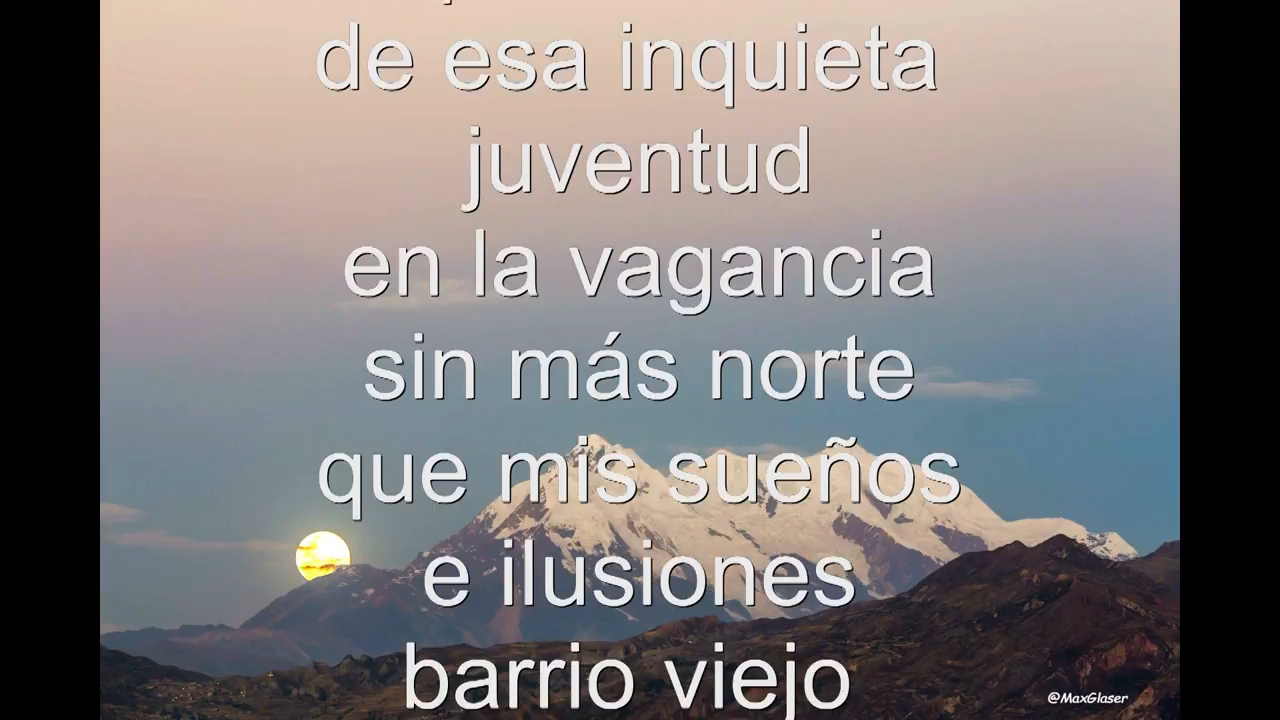 de esa inquieta
juventud
en la vagancia
sin más norte
que mis sueños
e ilusiones
barrio viejo
@MaxGlaser